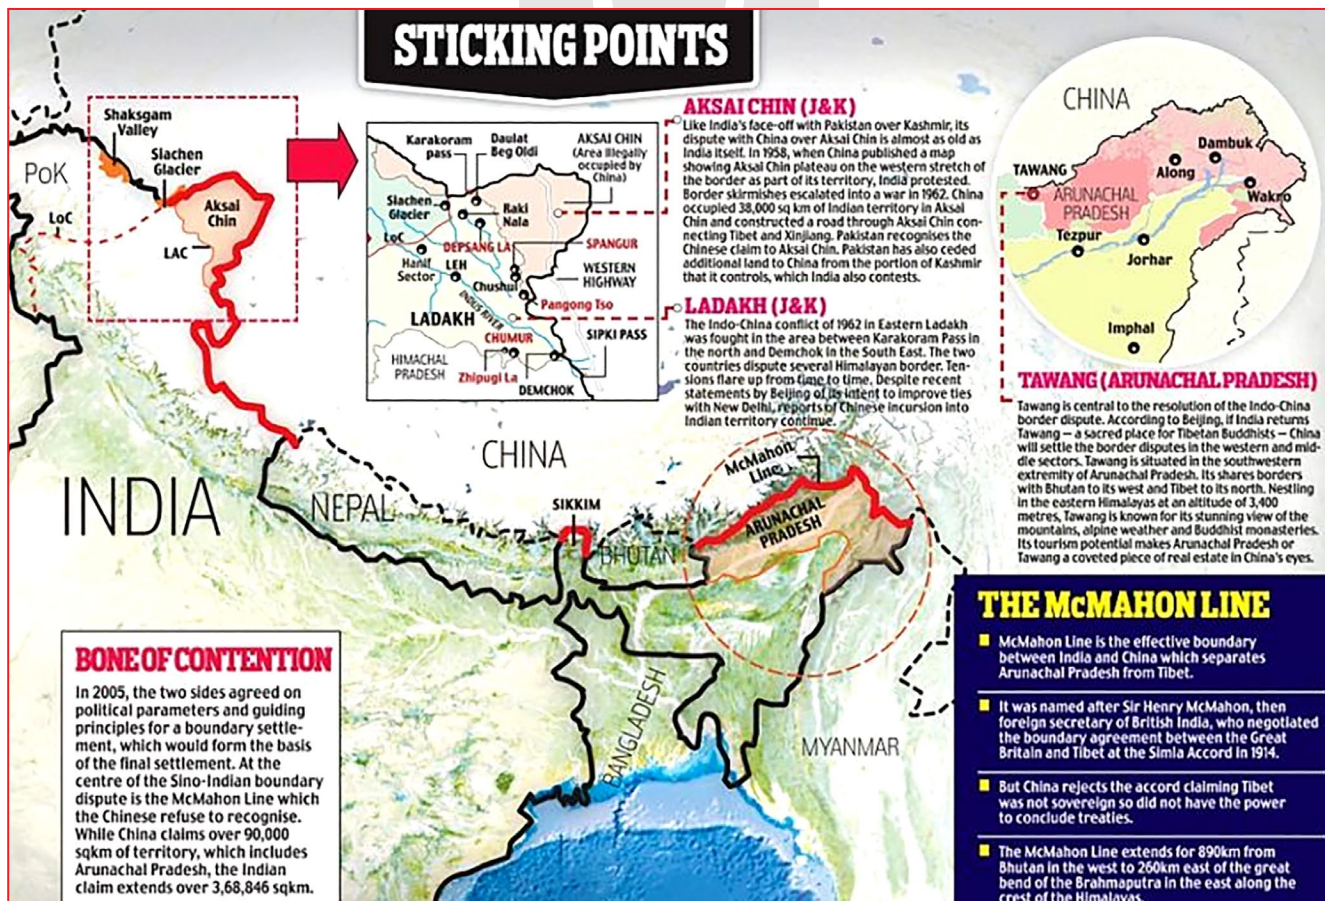 STICKING POINTS
Shaksgam
Valley
Siachen
Glacier
PoK
LoC
Aksai
Chin
LAC
Karakoram
pass
Daulat
Beg Oldi
AKSAI CHIN
(Area illegally
occupied by
China)
Siachen
Glacier
Raki
Nala
LoC
DEPSANG LA
SPANGUR
Hanif
Sector
LEH
WESTERN
HIGHWAY
Chushul
INDUS RIVER
Pangong Tso
LADAKH
SIPKI PASS
CHUMUR
HIMACHAL
PRADESH
Zhipugi La
DEMCHOK
AKSAI CHIN (J&K)
Like India's face-off with Pakistan over Kashmir, its
dispute with China over Aksai Chin is almost as old as
India itself. In 1958, when China published a map
showing Aksai Chin plateau on the western stretch of
the border as part of its territory, India protested.
Border skirmishes escalated into a war in 1962. China
occupied 38,000 sq km of Indian territory in Aksai
Chin and constructed a road through Aksai Chin con-
necting Tibet and Xinjiang. Pakistan recognises the
Chinese claim to Aksai Chin. Pakistan has also ceded
additional land to China from the portion of Kashmir
that it controls, which India also contests.
LADAKH (J&K)
The Indo-China conflict of 1962 in Eastern Ladakh
was fought in the area between Karakoram Pass in
the north and Demchok in the South East. The two
countries dispute several Himalayan border. Ten-
sions flare up from time to time. Despite recent
statements by Beijing of its intent to improve ties
with New Delhi, reports of Chinese incursion into
Indian territory continue.
CHINA
Dambuk
TAWANG
Along
ARUNACHAL
PRADESH
Wakro
Tezpur
Jorhar
Imphal
TAWANG (ARUNACHAL PRADESH)
Tawang is central to the resolution of the Indo-China
border dispute. According to Beijing, if India returns
Tawang — a sacred place for Tibetan Buddhists — China
will settle the border disputes in the western and mid-
dle sectors. Tawang is situated in the southwestern
extremity of Arunachal Pradesh. Its shares borders
with Bhutan to its west and Tibet to its north. Nestling
in the eastern Himalayas at an altitude of 3,400
metres, Tawang is known for its stunning view of the
mountains, alpine weather and Buddhist monasteries.
Its tourism potential makes Arunachal Pradesh or
Tawang a coveted piece of real estate in China's eyes.
CHINA
McMahon
Line
INDIA
NEPAL
SIKKIM
BHUTAN
ARUNACHAL
PRADESH
BANGLADESH
MYANMAR
BONE OF CONTENTION
In 2005, the two sides agreed on
political parameters and guiding
principles for a boundary settle-
ment, which would form the basis
of the final settlement. At the
centre of the Sino-Indian boundary
dispute is the McMahon Line which
the Chinese refuse to recognise.
While China claims over 90,000
sqkm of territory, which includes
Arunachal Pradesh, the Indian
claim extends over 3,68,846 sqkm.
THE McMAHON LINE
McMahon Line is the effective boundary
between India and China which separates
Arunachal Pradesh from Tibet.
It was named after Sir Henry McMahon, then
foreign secretary of British India, who negotiated
the boundary agreement between the Great
Britain and Tibet at the Simla Accord in 1914.
But China rejects the accord claiming Tibet
was not sovereign so did not have the power
to conclude treaties.
The McMahon Line extends for 890km from
Bhutan in the west to 260km east of the great
bend of the Brahmaputra in the east along the
crest of the Himalayas.